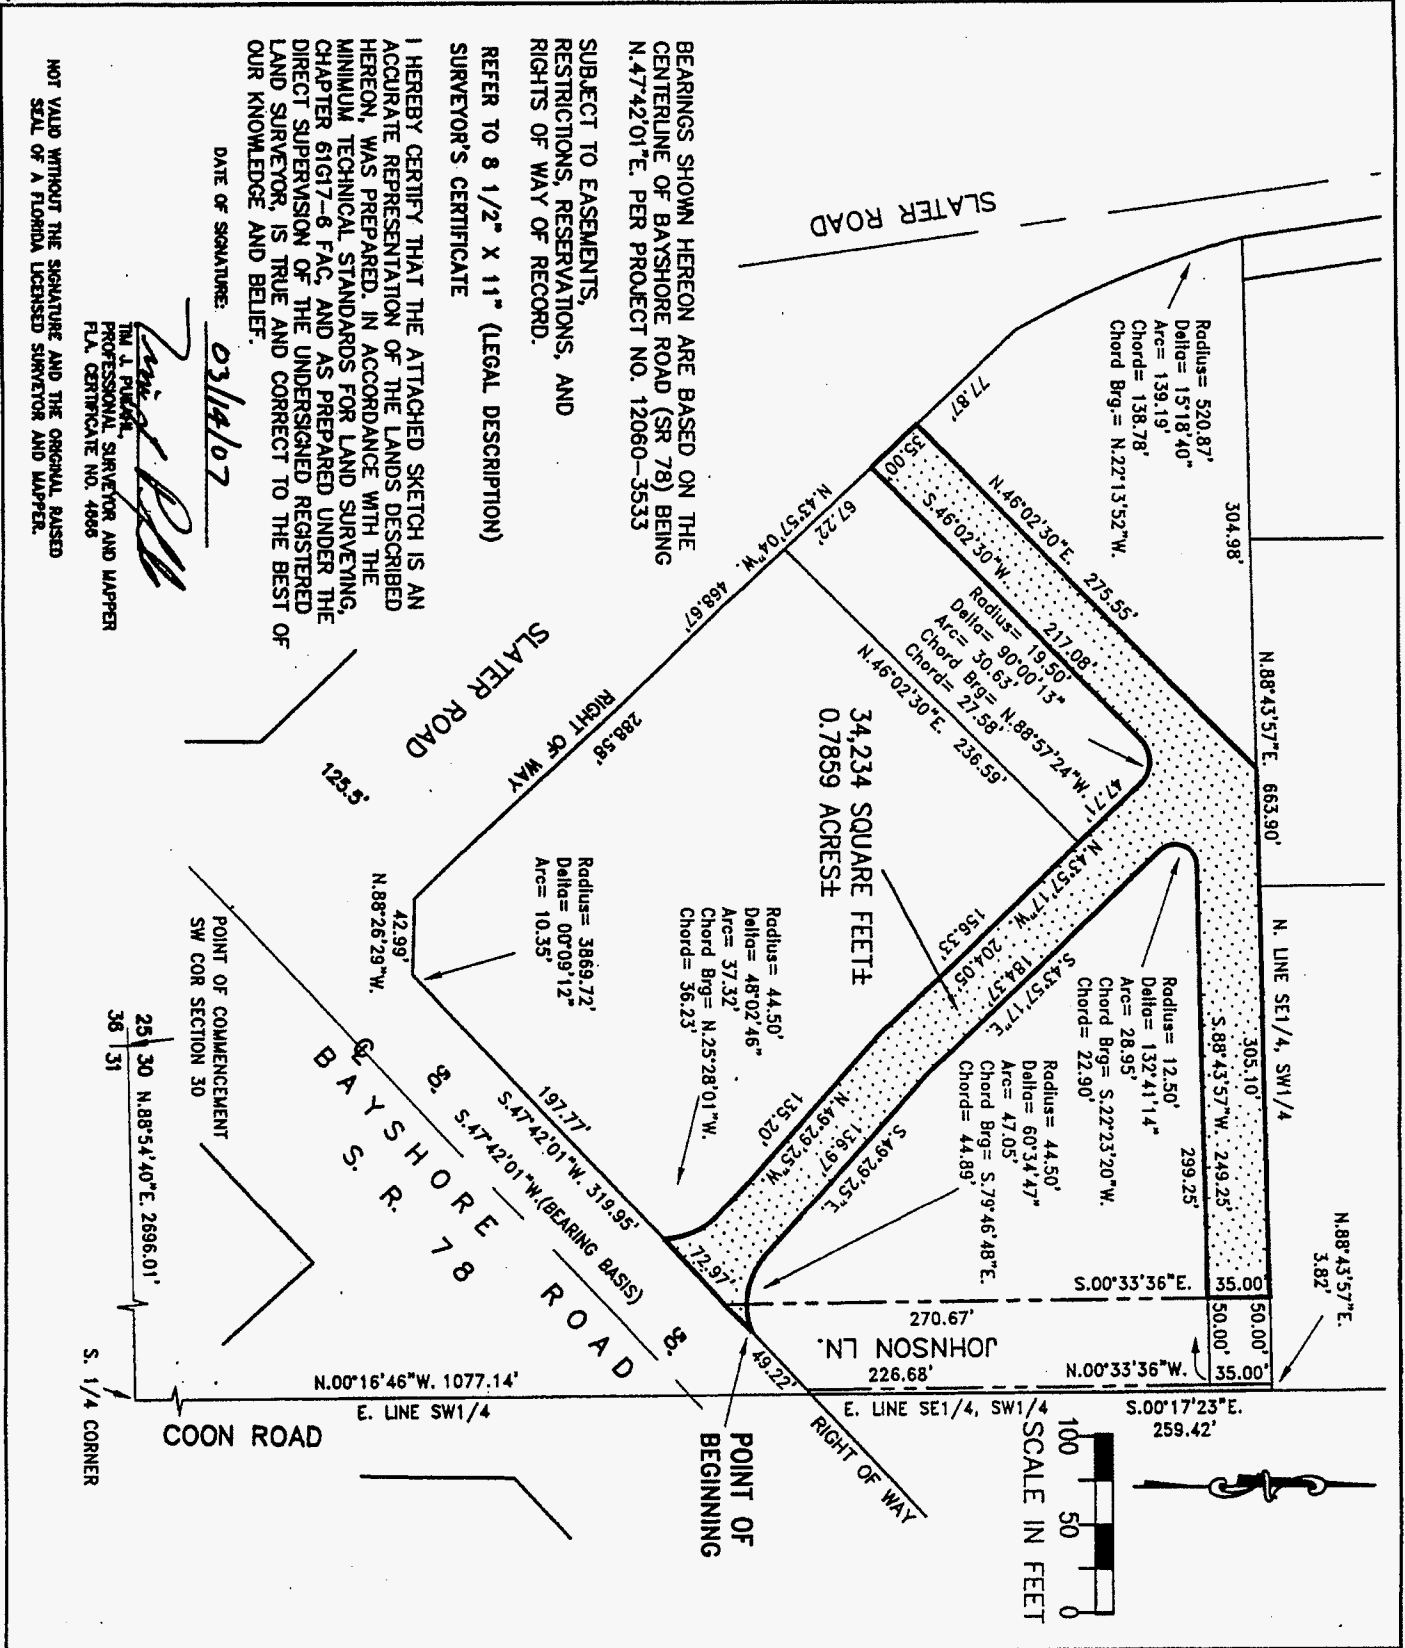 BEARINGS SHOWN HEREON ARE BASED ON THE
CENTERLINE OF BAYSHORE ROAD (SR 78) BEING
N.47°42'01"E. PER PROJECT NO. 12060-3533
SUBJECT TO EASEMENTS,
RESTRICTIONS, RESERVATIONS, AND
RIGHTS OF WAY OF RECORD.
REFER TO 8 1/2" X 11" (LEGAL DESCRIPTION)
SURVEYOR'S CERTIFICATE
I HEREBY CERTIFY THAT THE ATTACHED SKETCH IS AN
ACCURATE REPRESENTATION OF THE LANDS DESCRIBED
HEREON, WAS PREPARED. IN ACCORDANCE WITH THE
MINIMUM TECHNICAL STANDARDS FOR LAND SURVEYING,
CHAPTER 61G17-6 FAC, AND AS PREPARED UNDER THE
DIRECT SUPERVISION OF THE UNDERSIGNED REGISTERED
LAND SURVEYOR, IS TRUE AND CORRECT TO THE BEST OF
OUR KNOWLEDGE AND BELIEF.
DATE OF SIGNATURE: 03/14/07
TIM J.
PROFESSIONAL SURVEYOR AND MAPPER
FLA. CERTIFICATE NO.
NOT VALID WITHOUT THE SIGNATURE AND THE ORIGINAL RAISED
SEAL OF A FLORIDA LICENSED SURVEYOR AND MAPPER.
SLATER ROAD
Radius= 520.87'
Delta= 15°18'40"
Arc= 139.19'
Chord= 138.78'
Chord Brg.= N.22°13'52"W.
304.98'
N.88°43'57"E. 663.90'
N. LINE SE1/4, SW1/4
305.10'
77.87'
35.00'
N.46°02'30"E. 275.55'
S.46°02'30"W. 217.08'
Radius= 19.50'
Delta= 90°00'13"
Arc= 30.63'
Chord Brg= N.88°57'24"W.
Chord= 27.58'
N.46°02'30"E. 236.59'
67.22'
N.43°57'04"W. 468.67'
288.58'
RIGHT OF WAY
SLATER ROAD
125.5'
34,234 SQUARE FEET±
0.7859 ACRES±
47.71'
N.43°57'17"W. 204.05'
156.33'
S.43°57'17"E.
184.37'
Radius= 12.50'
Delta= 132°41'14"
Arc= 28.95'
Chord Brg= S.22°23'20"W.
Chord= 22.90'
S.88°43'57"W. 249.25'
299.25'
Radius= 44.50'
Delta= 60°34'47"
Arc= 47.05'
Chord Brg= S.79°46'48"E.
Chord= 44.89'
Radius= 44.50'
Delta= 48°02'46"
Arc= 37.32'
Chord Brg= N.25°28'01"W.
Chord= 36.23'
Radius= 3869.72'
Delta= 00°09'12"
Arc= 10.35'
42.99'
N.88°26'29"W.
S.49°29'25"E.
136.97'
N.49°29'25"W.
135.20'
197.77'
S.47°42'01"W. 319.95'
S.47°42'01"W.(BEARING BASIS)
72.97'
49.22'
80'
80'
BAYSHORE ROAD
S. R. 78
RIGHT OF WAY
POINT OF
BEGINNING
JOHNSON LN.
270.67'
226.68'
S.00°33'36"E.
N.00°33'36"W.
35.00'
35.00'
50.00'
50.00'
N.88°43'57"E.
3.82'
S.00°17'23"E.
259.42'
E. LINE SE1/4, SW1/4
N.00°16'46"W. 1077.14'
E. LINE SW1/4
COON ROAD
POINT OF COMMENCEMENT
SW COR SECTION 30
25 30 N.88°54'40"E. 2696.01'
36 31
S. 1/4 CORNER
100 50 0
SCALE IN FEET